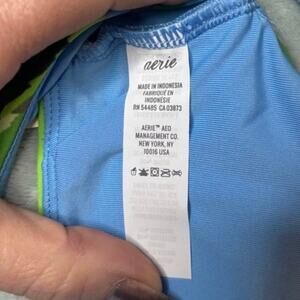 aerie
MADE IN INDONESIA
FABRIQUÉ EN
INDONÉSIE
RN 54485 CA 03873
AERIE™ AEO
MANAGEMENT CO.
NEW YORK, NY
10016 USA